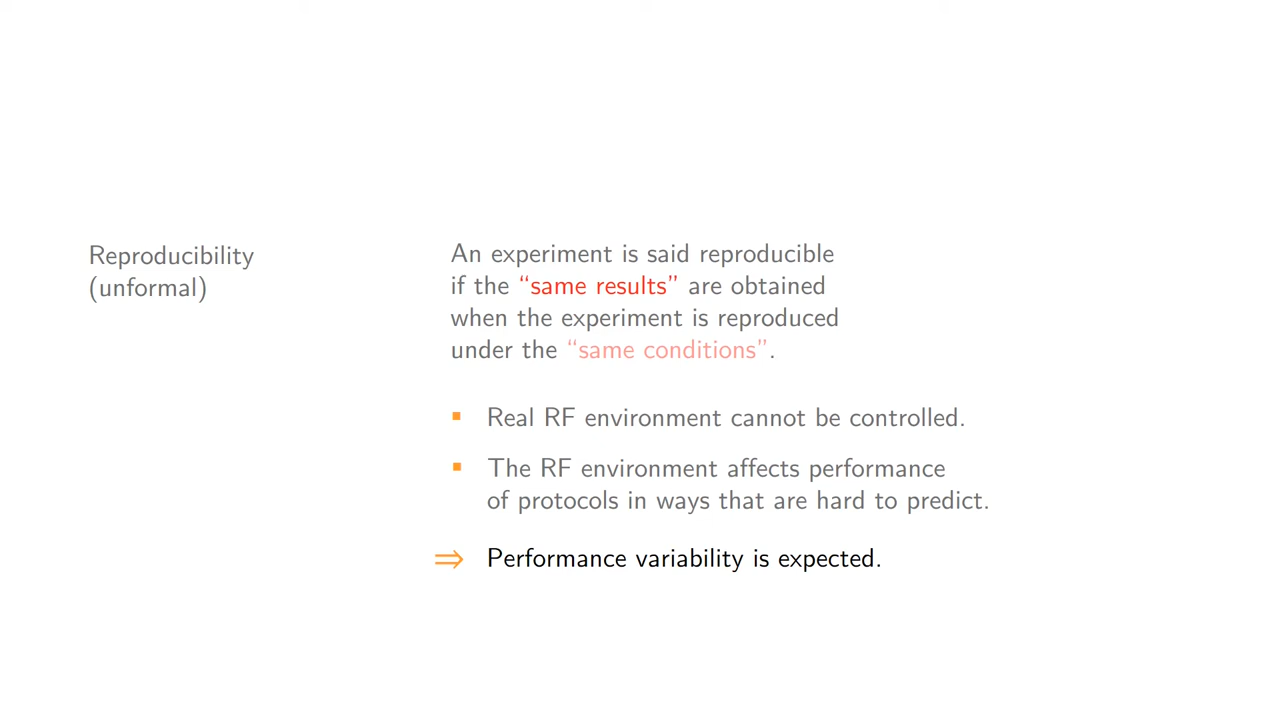 Reproducibility
(unformal)
An experiment is said reproducible
if the “same results” are obtained
when the experiment is reproduced
under the “same conditions”.
▪ Real RF environment cannot be controlled.
▪ The RF environment affects performance
of protocols in ways that are hard to predict.
⇒ Performance variability is expected.